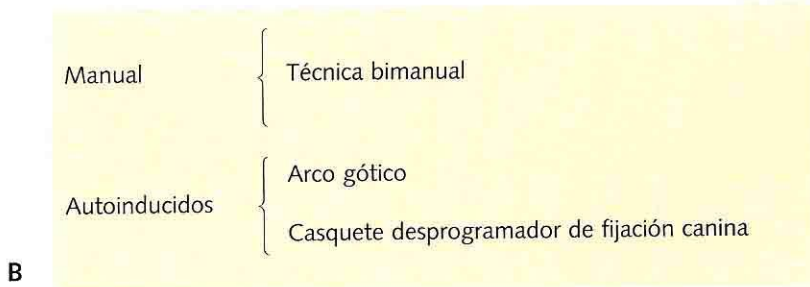 Manual
Técnica bimanual
Arco gótico
Autoinducidos
Casquete desprogramador de fijación canina
B